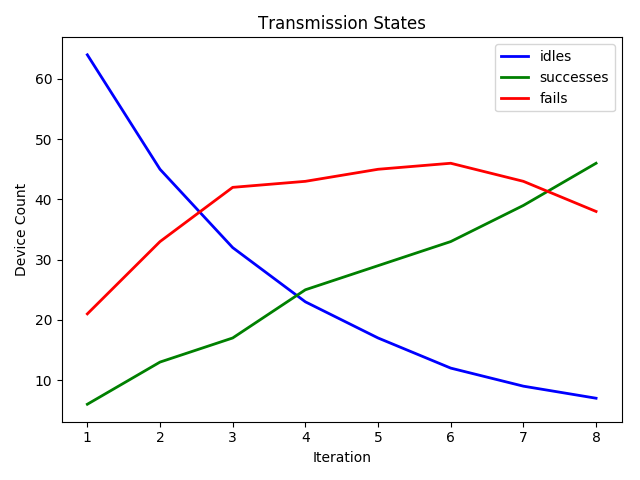 Transmission States
idles
successes
fails
Device Count
60
50
40
30
20
10
1 2 3 4 5 6 7 8
Iteration